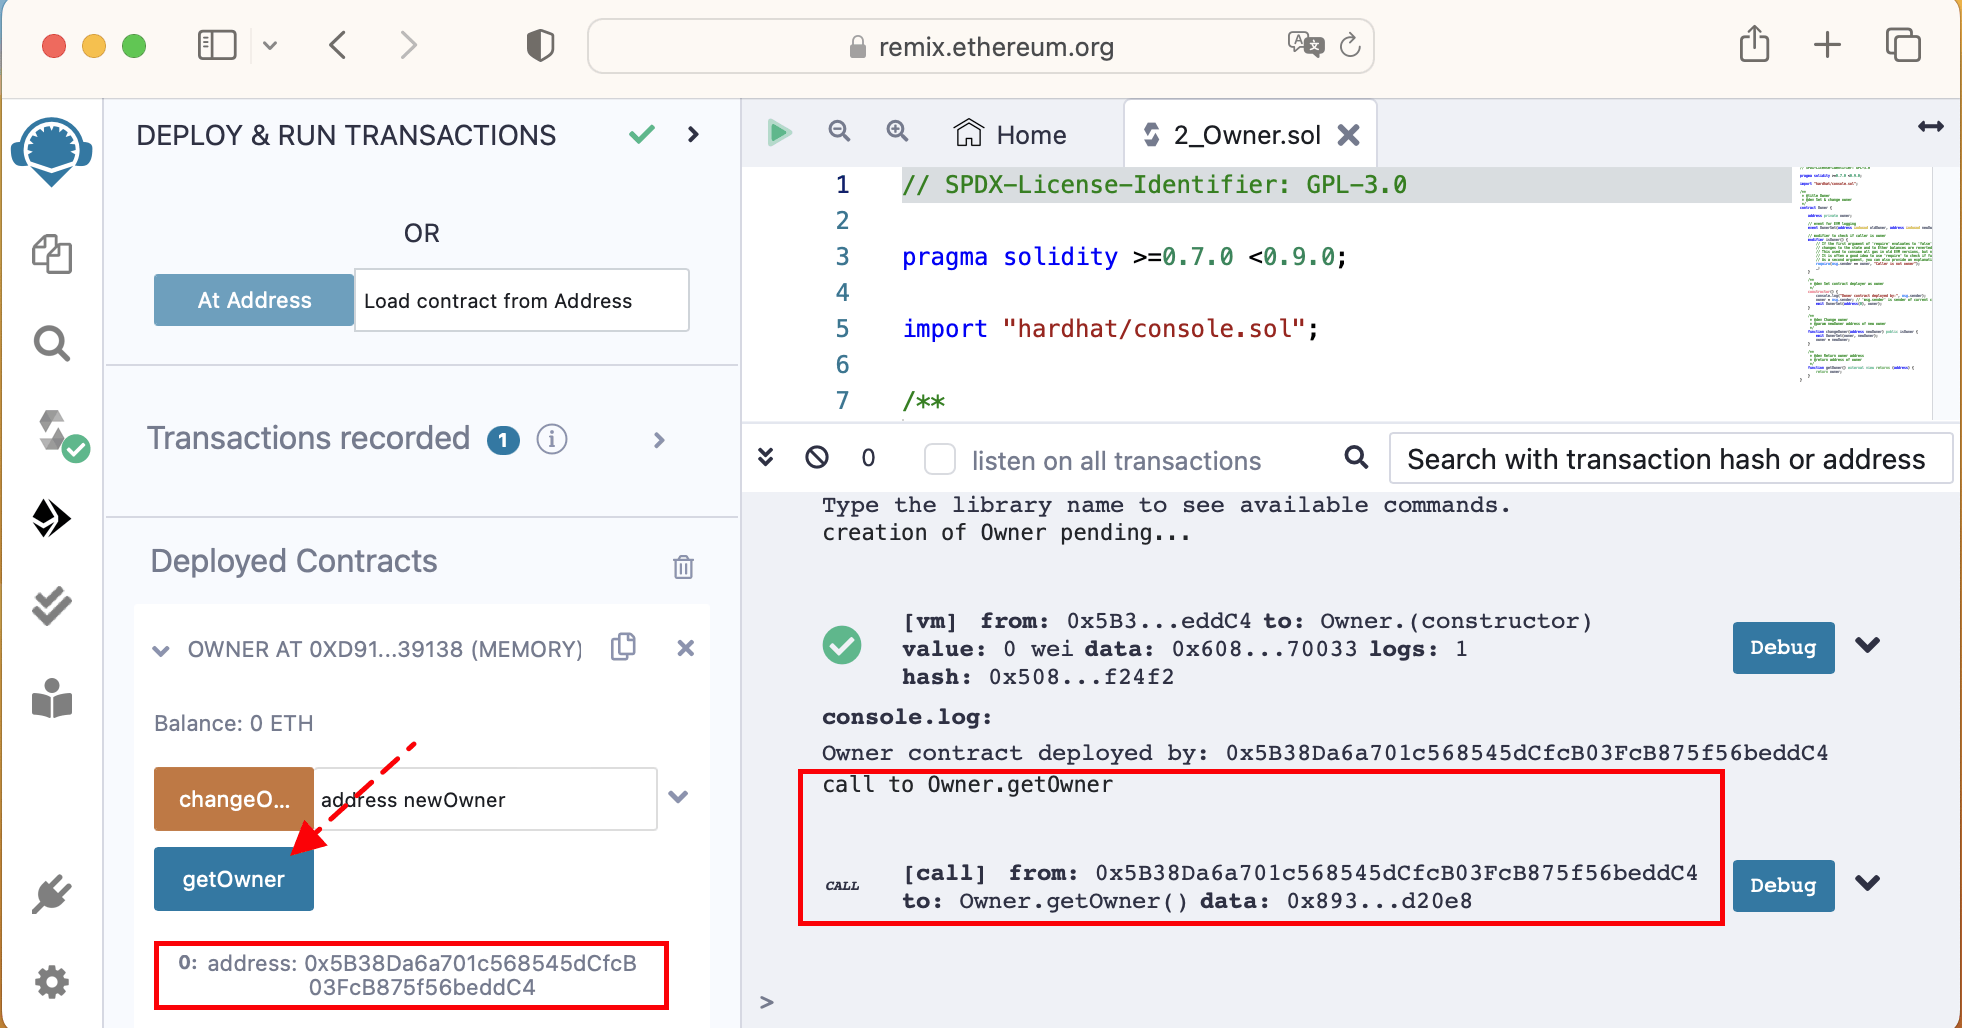 remix.ethereum.org
DEPLOY & RUN TRANSACTIONS
OR
At Address
Load contract from Address
Transactions recorded 1
Deployed Contracts
OWNER AT 0XD91...39138 (MEMORY)
Balance: 0 ETH
changeO...
address newOwner
getOwner
0: address: 0x5B38Da6a701c568545dCfcB
03FcB875f56beddC4
Home
2_Owner.sol
1 // SPDX-License-Identifier: GPL-3.0
2
3 pragma solidity >=0.7.0 <0.9.0;
4
5 import "hardhat/console.sol";
6
7 /**
0
listen on all transactions
Search with transaction hash or address
Type the library name to see available commands.
creation of Owner pending...
[vm] from: 0x5B3...eddC4 to: Owner.(constructor)
value: 0 wei data: 0x608...70033 logs: 1
hash: 0x508...f24f2
Debug
console.log:
Owner contract deployed by: 0x5B38Da6a701c568545dCfcB03FcB875f56beddC4
call to Owner.getOwner
CALL
[call] from: 0x5B38Da6a701c568545dCfcB03FcB875f56beddC4
to: Owner.getOwner() data: 0x893...d20e8
Debug
>